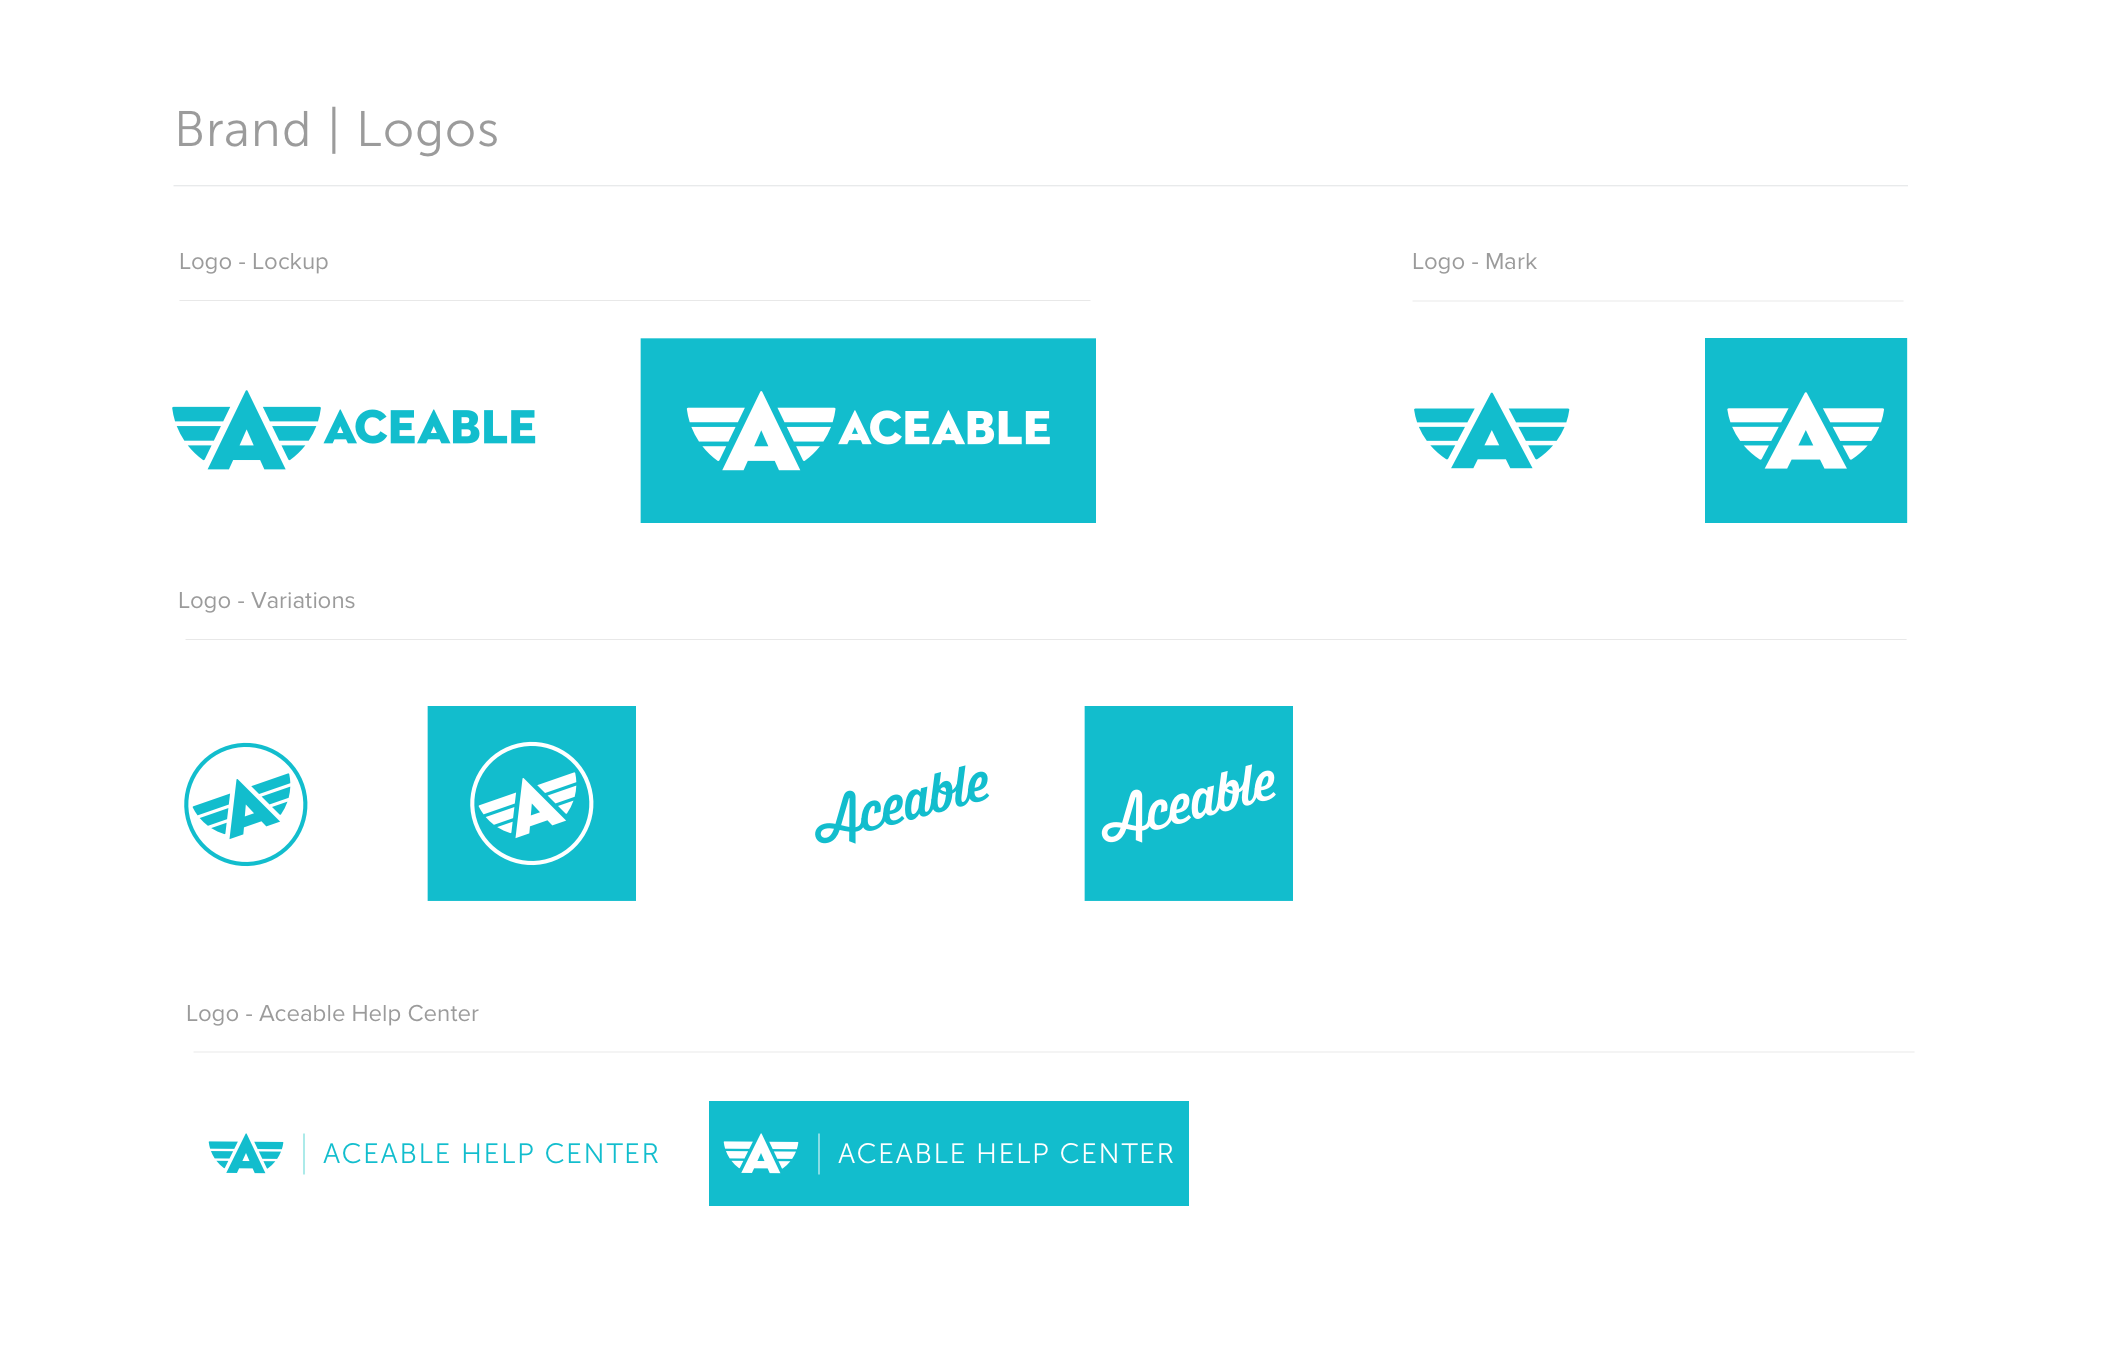 Brand | Logos
Logo - Lockup
Logo - Mark
A ACEABLE
A ACEABLE
A
A
Logo - Variations
A
A
Aceable
Aceable
Logo - Aceable Help Center
A | ACEABLE HELP CENTER
A | ACEABLE HELP CENTER